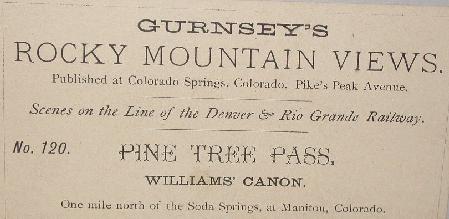 GURNSEY'S
ROCKY MOUNTAIN VIEWS.
Published at Colorado Springs, Colorado. Pike's Peak Avenue.
Scenes on the Line of the Denver & Rio Grande Railway.
No. 120. PINE TREE PASS,
WILLIAMS' CANON.
One mile north of the Soda Springs, at Manitou, Colorado.